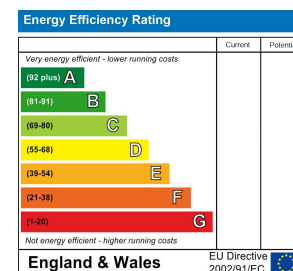 Energy Efficiency Rating
Current Potenti
Very energy efficient - lower running costs
(92 plus) A
(81-91) B
(69-80) C
(55-68) D
(39-54) E
(21-38) F
(1-20) G
Not energy efficient - higher running costs
England & Wales
EU Directive
2002/91/EC